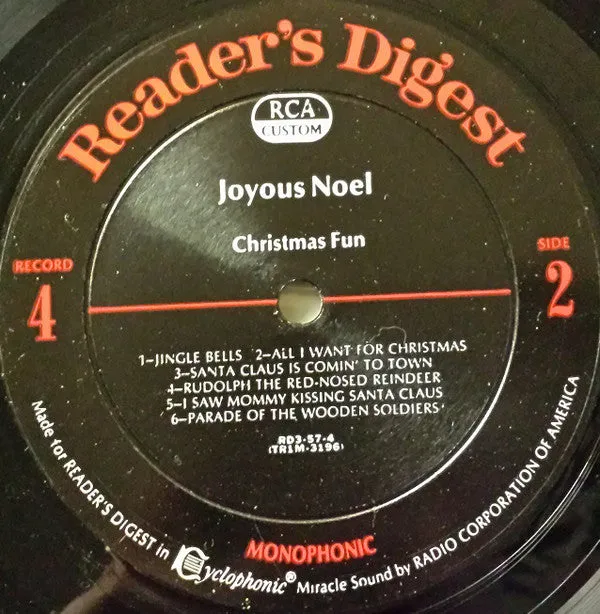 Reader's Digest
RCA
CUSTOM
Joyous Noel
Christmas Fun
RECORD
4
SIDE
2
1–JINGLE BELLS 2–ALL I WANT FOR CHRISTMAS
3–SANTA CLAUS IS COMIN' TO TOWN
4–RUDOLPH THE RED-NOSED REINDEER
5–I SAW MOMMY KISSING SANTA CLAUS
6–PARADE OF THE WOODEN SOLDIERS
RD3-57-4
(TR1M-3196)
MONOPHONIC
Made for READER'S DIGEST in Cyclophonic® Miracle Sound by RADIO CORPORATION OF AMERICA